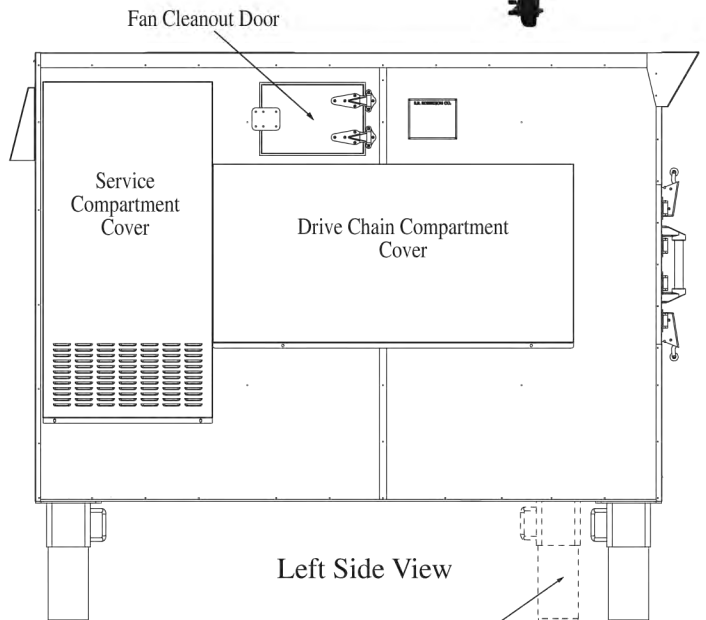 Fan Cleanout Door
Service
Compartment
Cover
Drive Chain Compartment
Cover
Left Side View